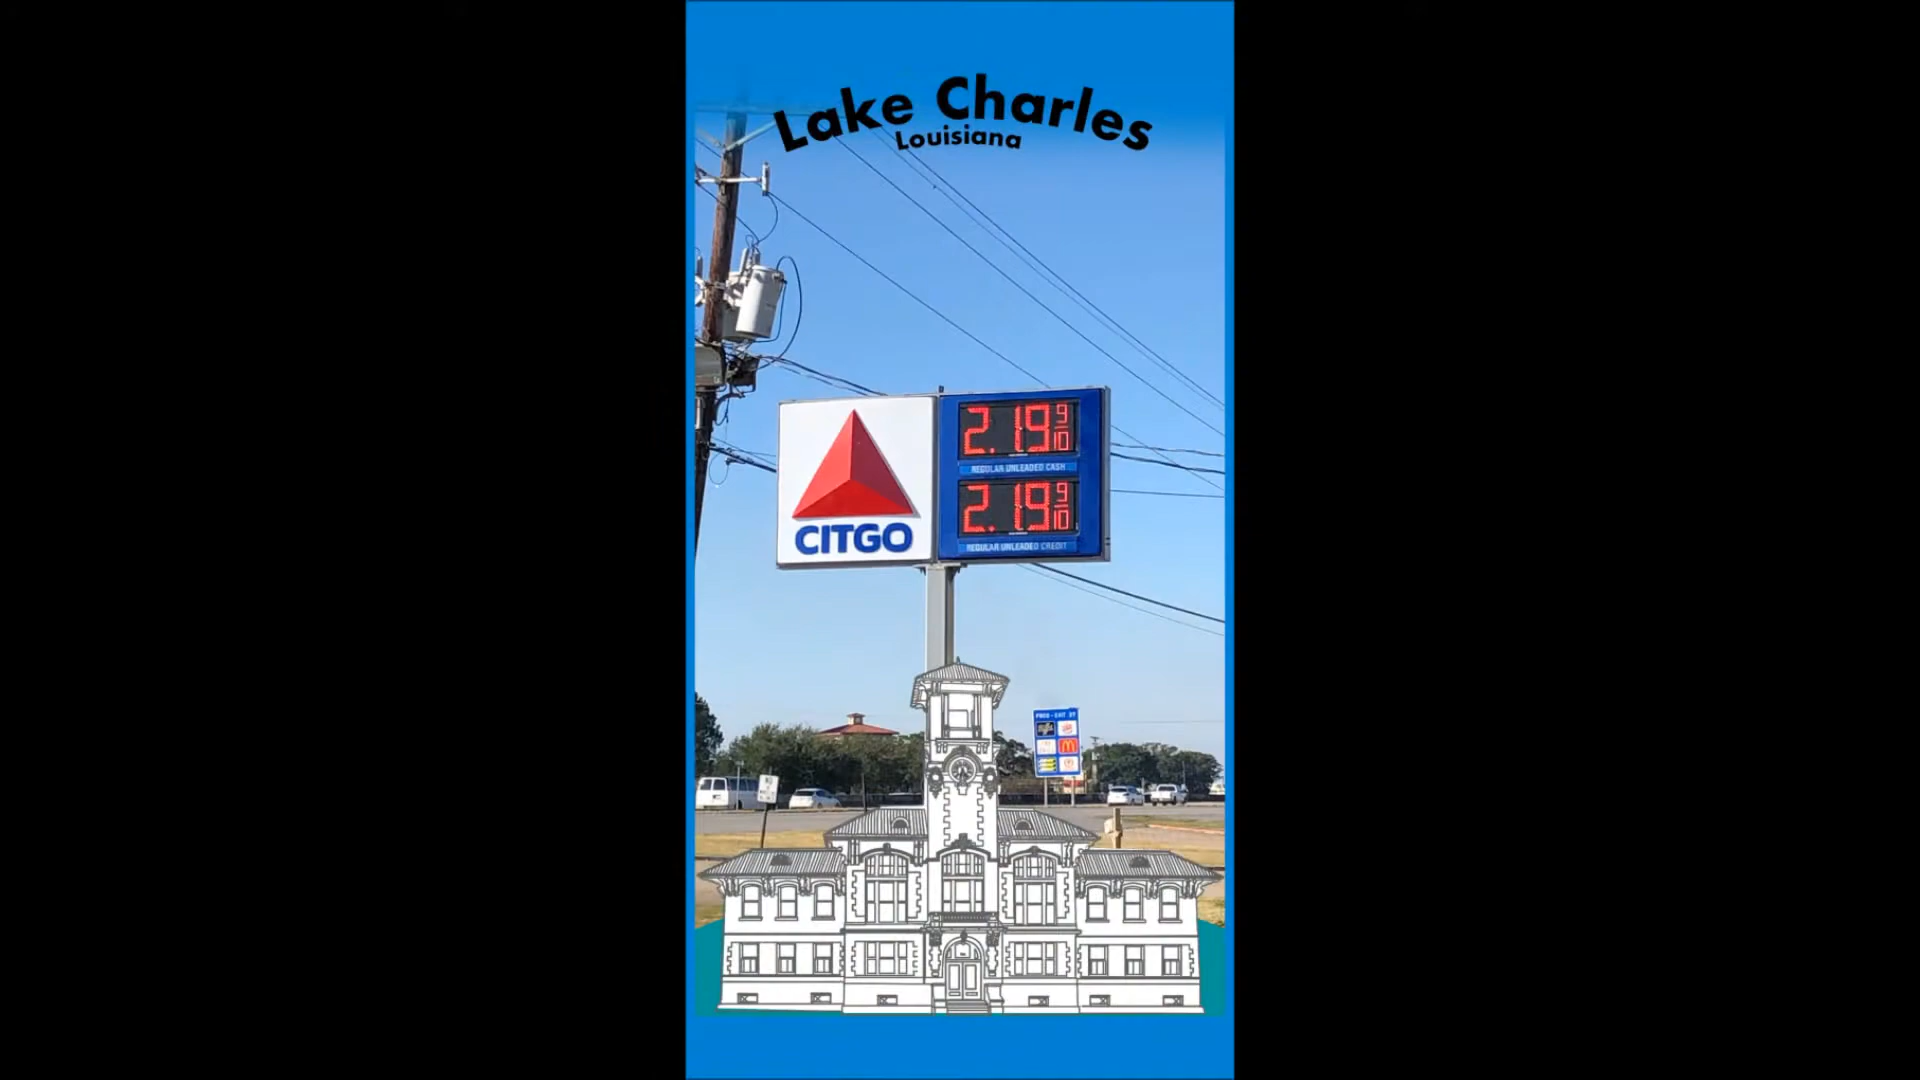 Lake Charles
Louisiana
2.19 9/10
REGULAR UNLEADED CASH
2.19 9/10
REGULAR UNLEADED CREDIT
CITGO